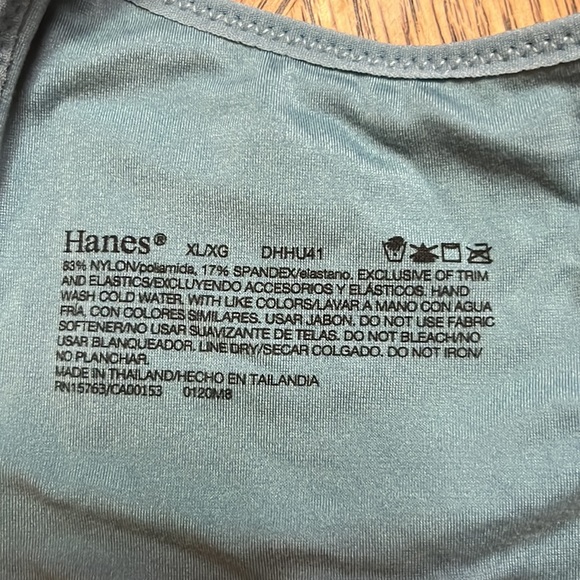 Hanes® XL/XG DHHU41
83% NYLON/poliamida, 17% SPANDEX/elastano, EXCLUSIVE OF TRIM
AND ELASTICS/EXCLUYENDO ACCESORIOS Y ELÁSTICOS. HAND
WASH COLD WATER, WITH LIKE COLORS/LAVAR A MANO CON AGUA
FRÍA, CON COLORES SIMILARES. USAR JABON. DO NOT USE FABRIC
SOFTENER/NO USAR SUAVIZANTE DE TELAS. DO NOT BLEACH/NO
USAR BLANQUEADOR. LINE DRY/SECAR COLGADO. DO NOT IRON/
NO PLANCHAR.
MADE IN THAILAND/HECHO EN TAILANDIA
RN15763/CA00153 0120M8